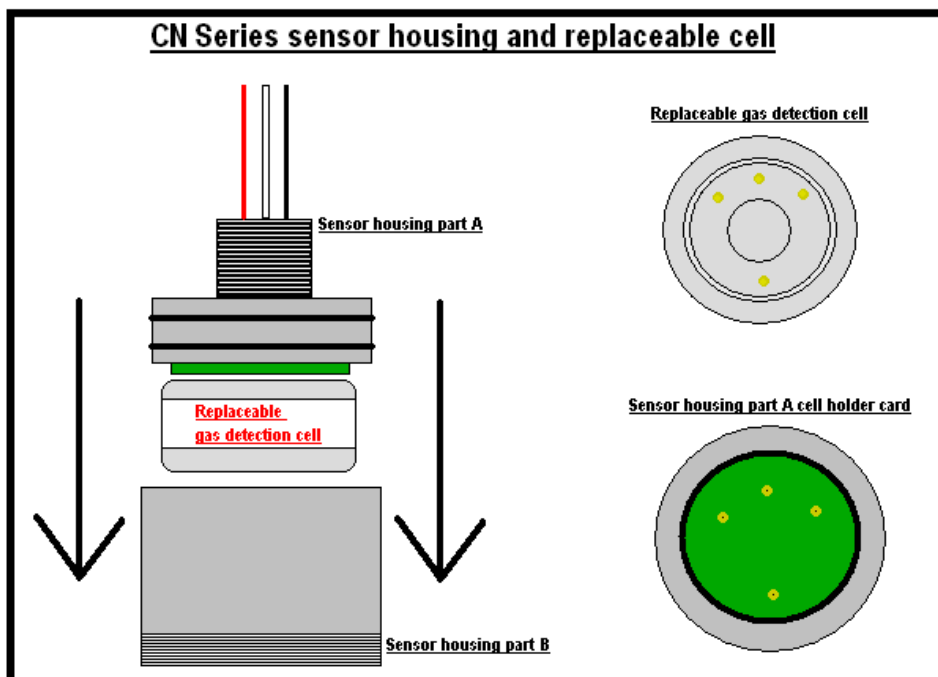 CN Series sensor housing and replaceable cell
Replaceable gas detection cell
Sensor housing part A
Replaceable
gas detection cell
Sensor housing part A cell holder card
Sensor housing part B